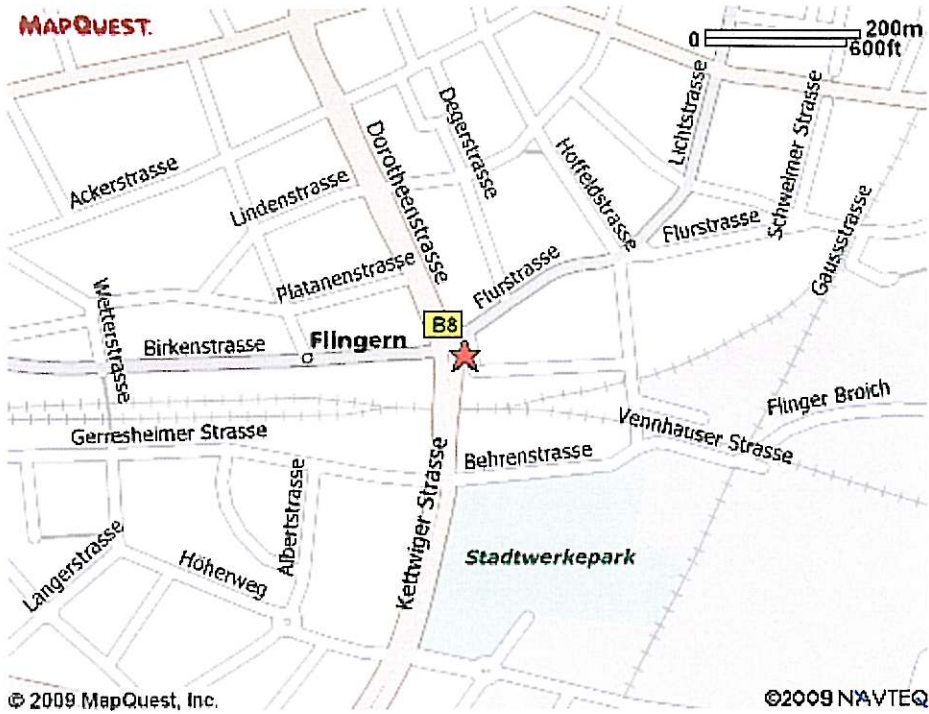 MAPQUEST.
0 200m
600ft
Ackerstrasse
Lindenstrasse
Dorotheenstrasse
Degerstrasse
Hoffeldstrasse
Lichtstrasse
Schwelmer Strasse
Flurstrasse
Gaussstrasse
Platanenstrasse
Flurstrasse
Wetterstrasse
B8
Birkenstrasse
Flingern
Flinger Broich
Vennhauser Strasse
Gerresheimer Strasse
Behrenstrasse
Albertstrasse
Kettwiger Strasse
Langerstrasse
Höherweg
Stadtwerkepark
© 2009 MapQuest, Inc.
©2009 NAVTEQ